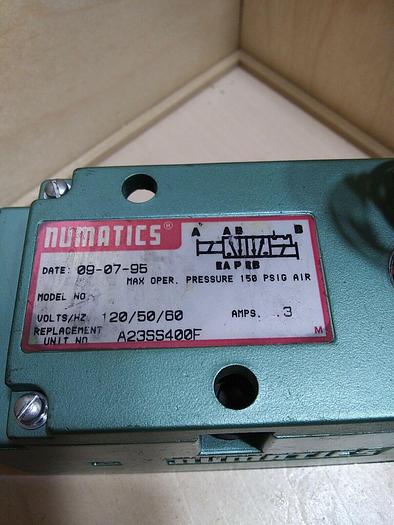 numatics®
A AB B
EA P EB
DATE: 09-07-95
MAX OPER. PRESSURE 150 PSIG AIR
MODEL NO.
VOLTS/HZ. 120/50/60 AMPS. .3
REPLACEMENT
UNIT NO. A23SS400F
M